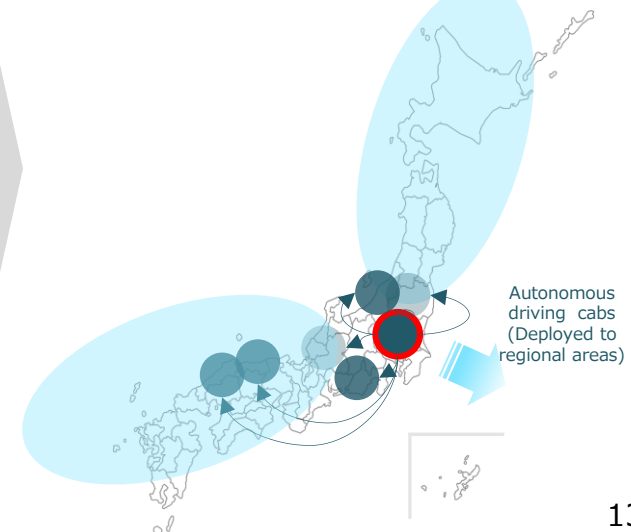 Autonomous
driving cabs
(Deployed to
regional areas)
13